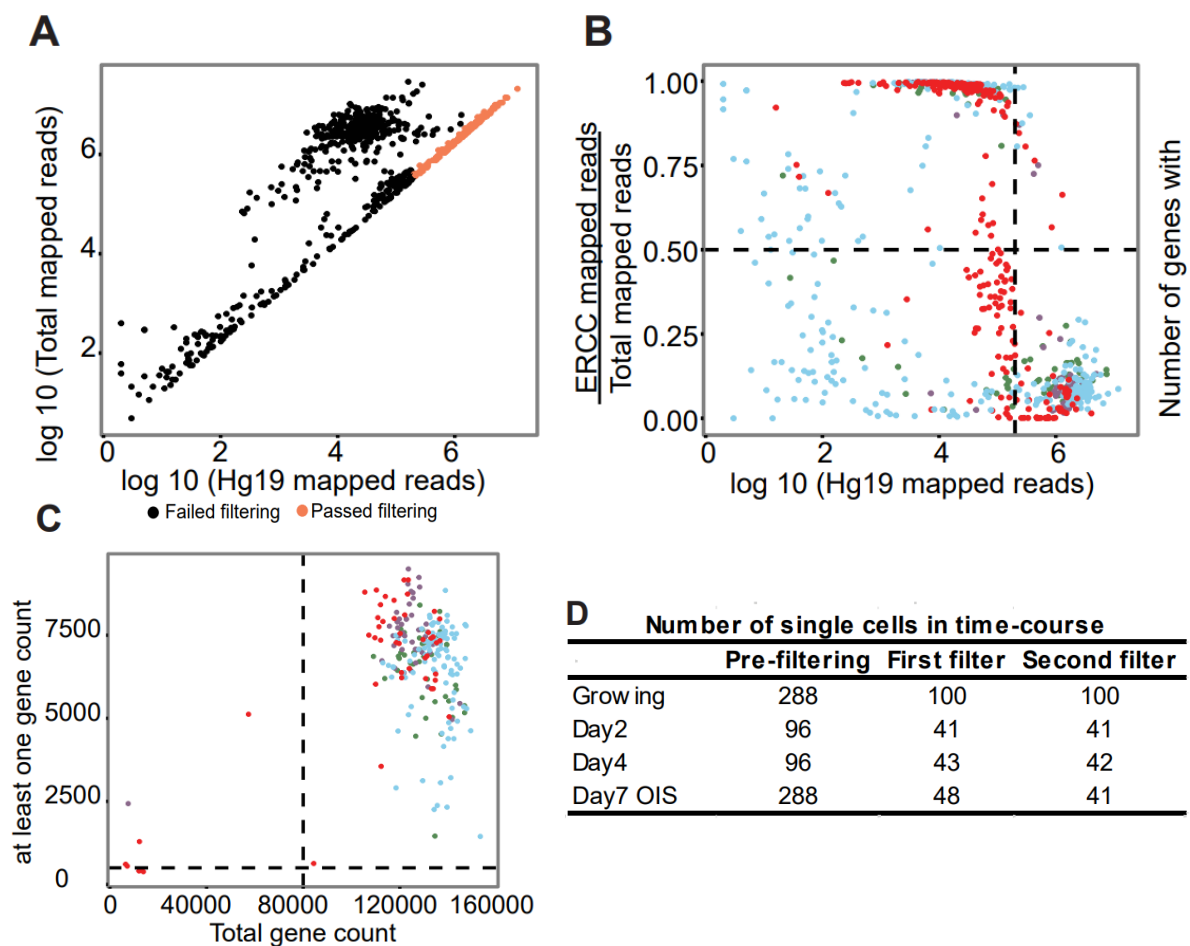 A
log 10 (Total mapped reads)
6
4
2
0
2
4
6
log 10 (Hg19 mapped reads)
Failed filtering
Passed filtering
B
ERCC mapped reads
Total mapped reads
1.00
0.75
0.50
0.25
0.00
0
2
4
6
log 10 (Hg19 mapped reads)
Number of genes with
C
at least one gene count
7500
5000
2500
0
0 40000 80000 120000 160000
Total gene count
D
Number of single cells in time-course
Pre-filtering First filter Second filter
Growing 288 100 100
Day2 96 41 41
Day4 96 43 42
Day7 OIS 288 48 41